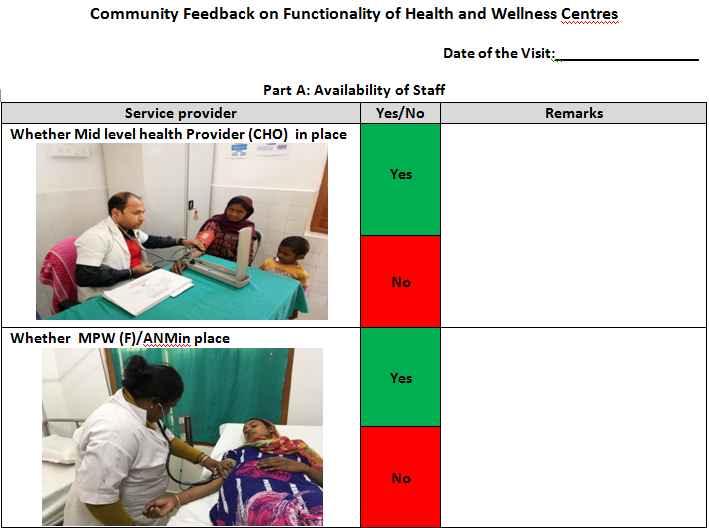 Community Feedback on Functionality of Health and Wellness Centres
Date of the Visit:__________________
Part A: Availability of Staff
Service provider
Yes/No
Remarks
Whether Mid level health Provider (CHO) in place
Yes
No
Whether MPW (F)/ANMin place
Yes
No